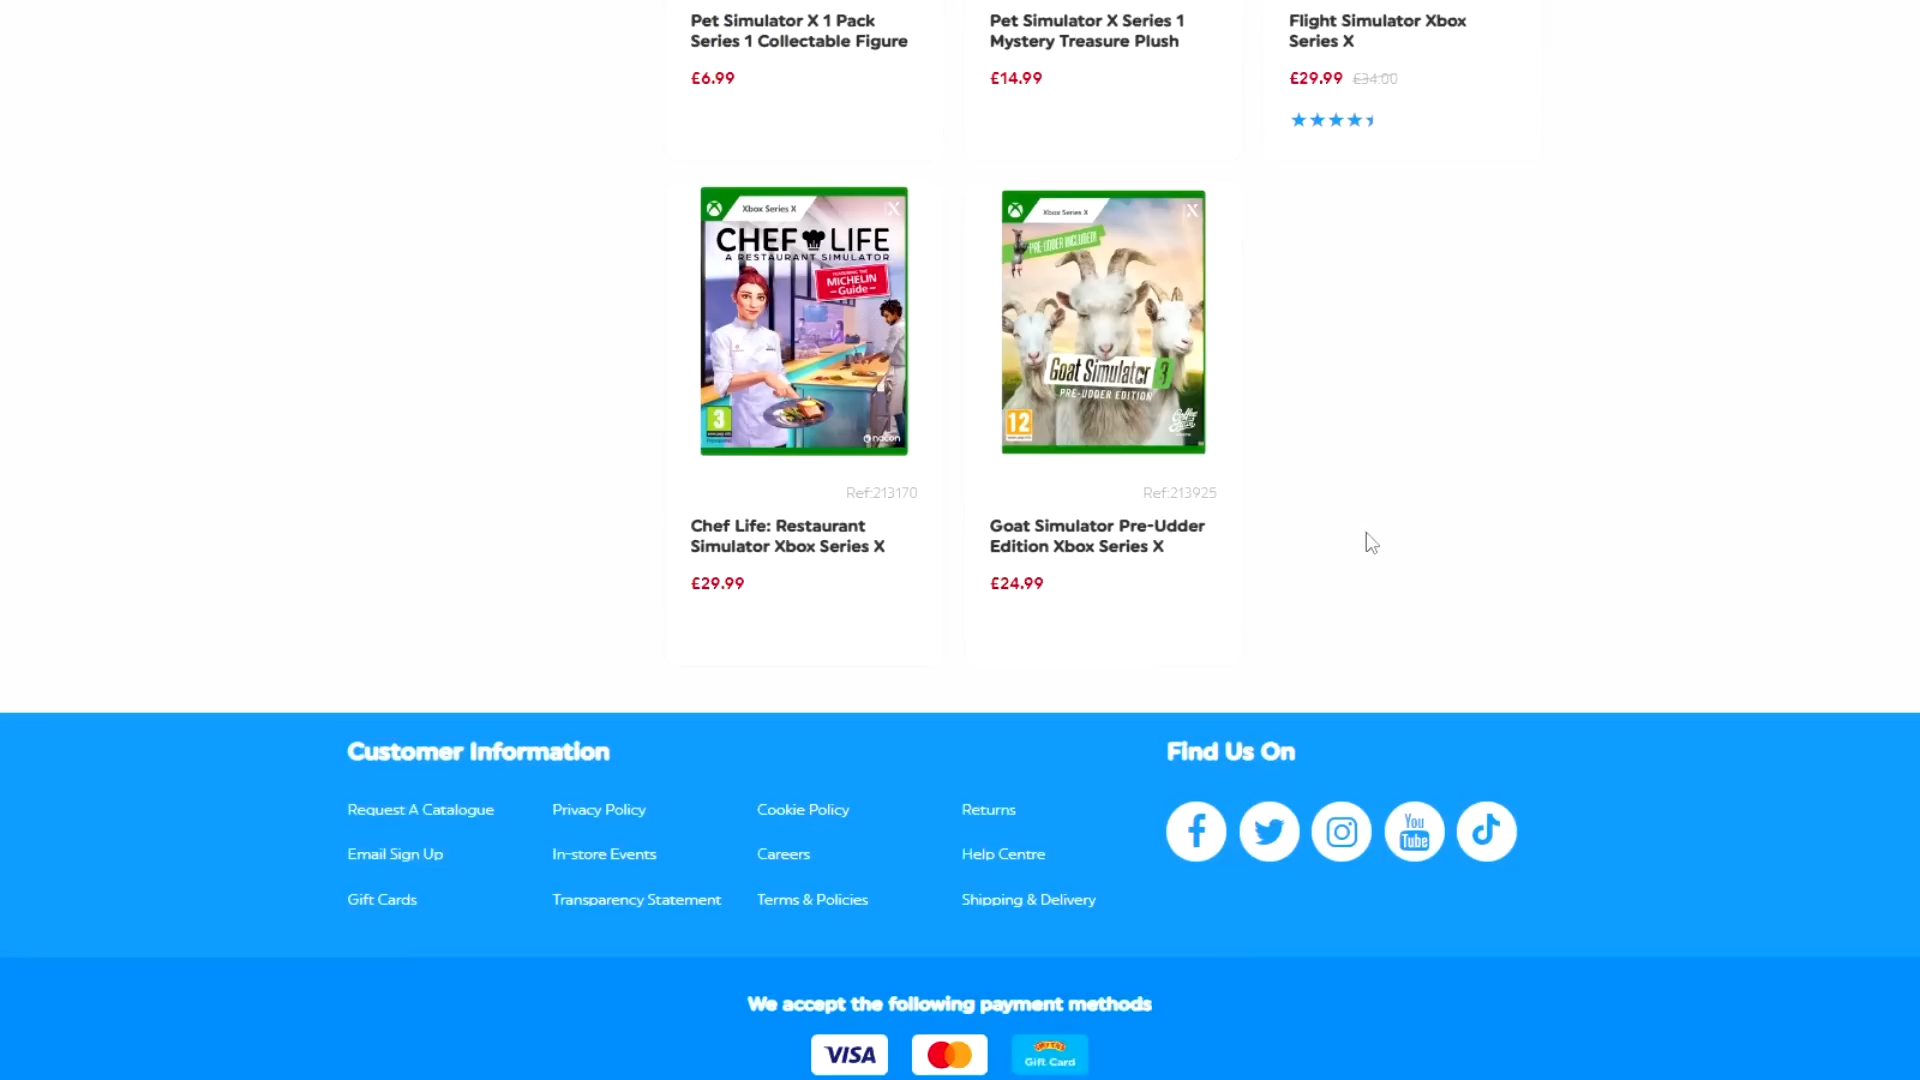 Pet Simulator X 1 Pack
Series 1 Collectable Figure
£6.99
Pet Simulator X Series 1
Mystery Treasure Plush
£14.99
Flight Simulator Xbox
Series X
£29.99 £34.00
Xbox Series X
CHEF LIFE
A RESTAURANT SIMULATOR
FEATURING THE
MICHELIN
Guide
3
nacon
Ref:213170
Chef Life: Restaurant
Simulator Xbox Series X
£29.99
Xbox Series X
PRE-UDDER INCLUDED!
Goat Simulator 3
PRE-UDDER EDITION
12
Ref:213925
Goat Simulator Pre-Udder
Edition Xbox Series X
£24.99
Customer Information
Request A Catalogue
Privacy Policy
Cookie Policy
Returns
Email Sign Up
In-store Events
Careers
Help Centre
Gift Cards
Transparency Statement
Terms & Policies
Shipping & Delivery
Find Us On
You
Tube
We accept the following payment methods
VISA
Gift Card